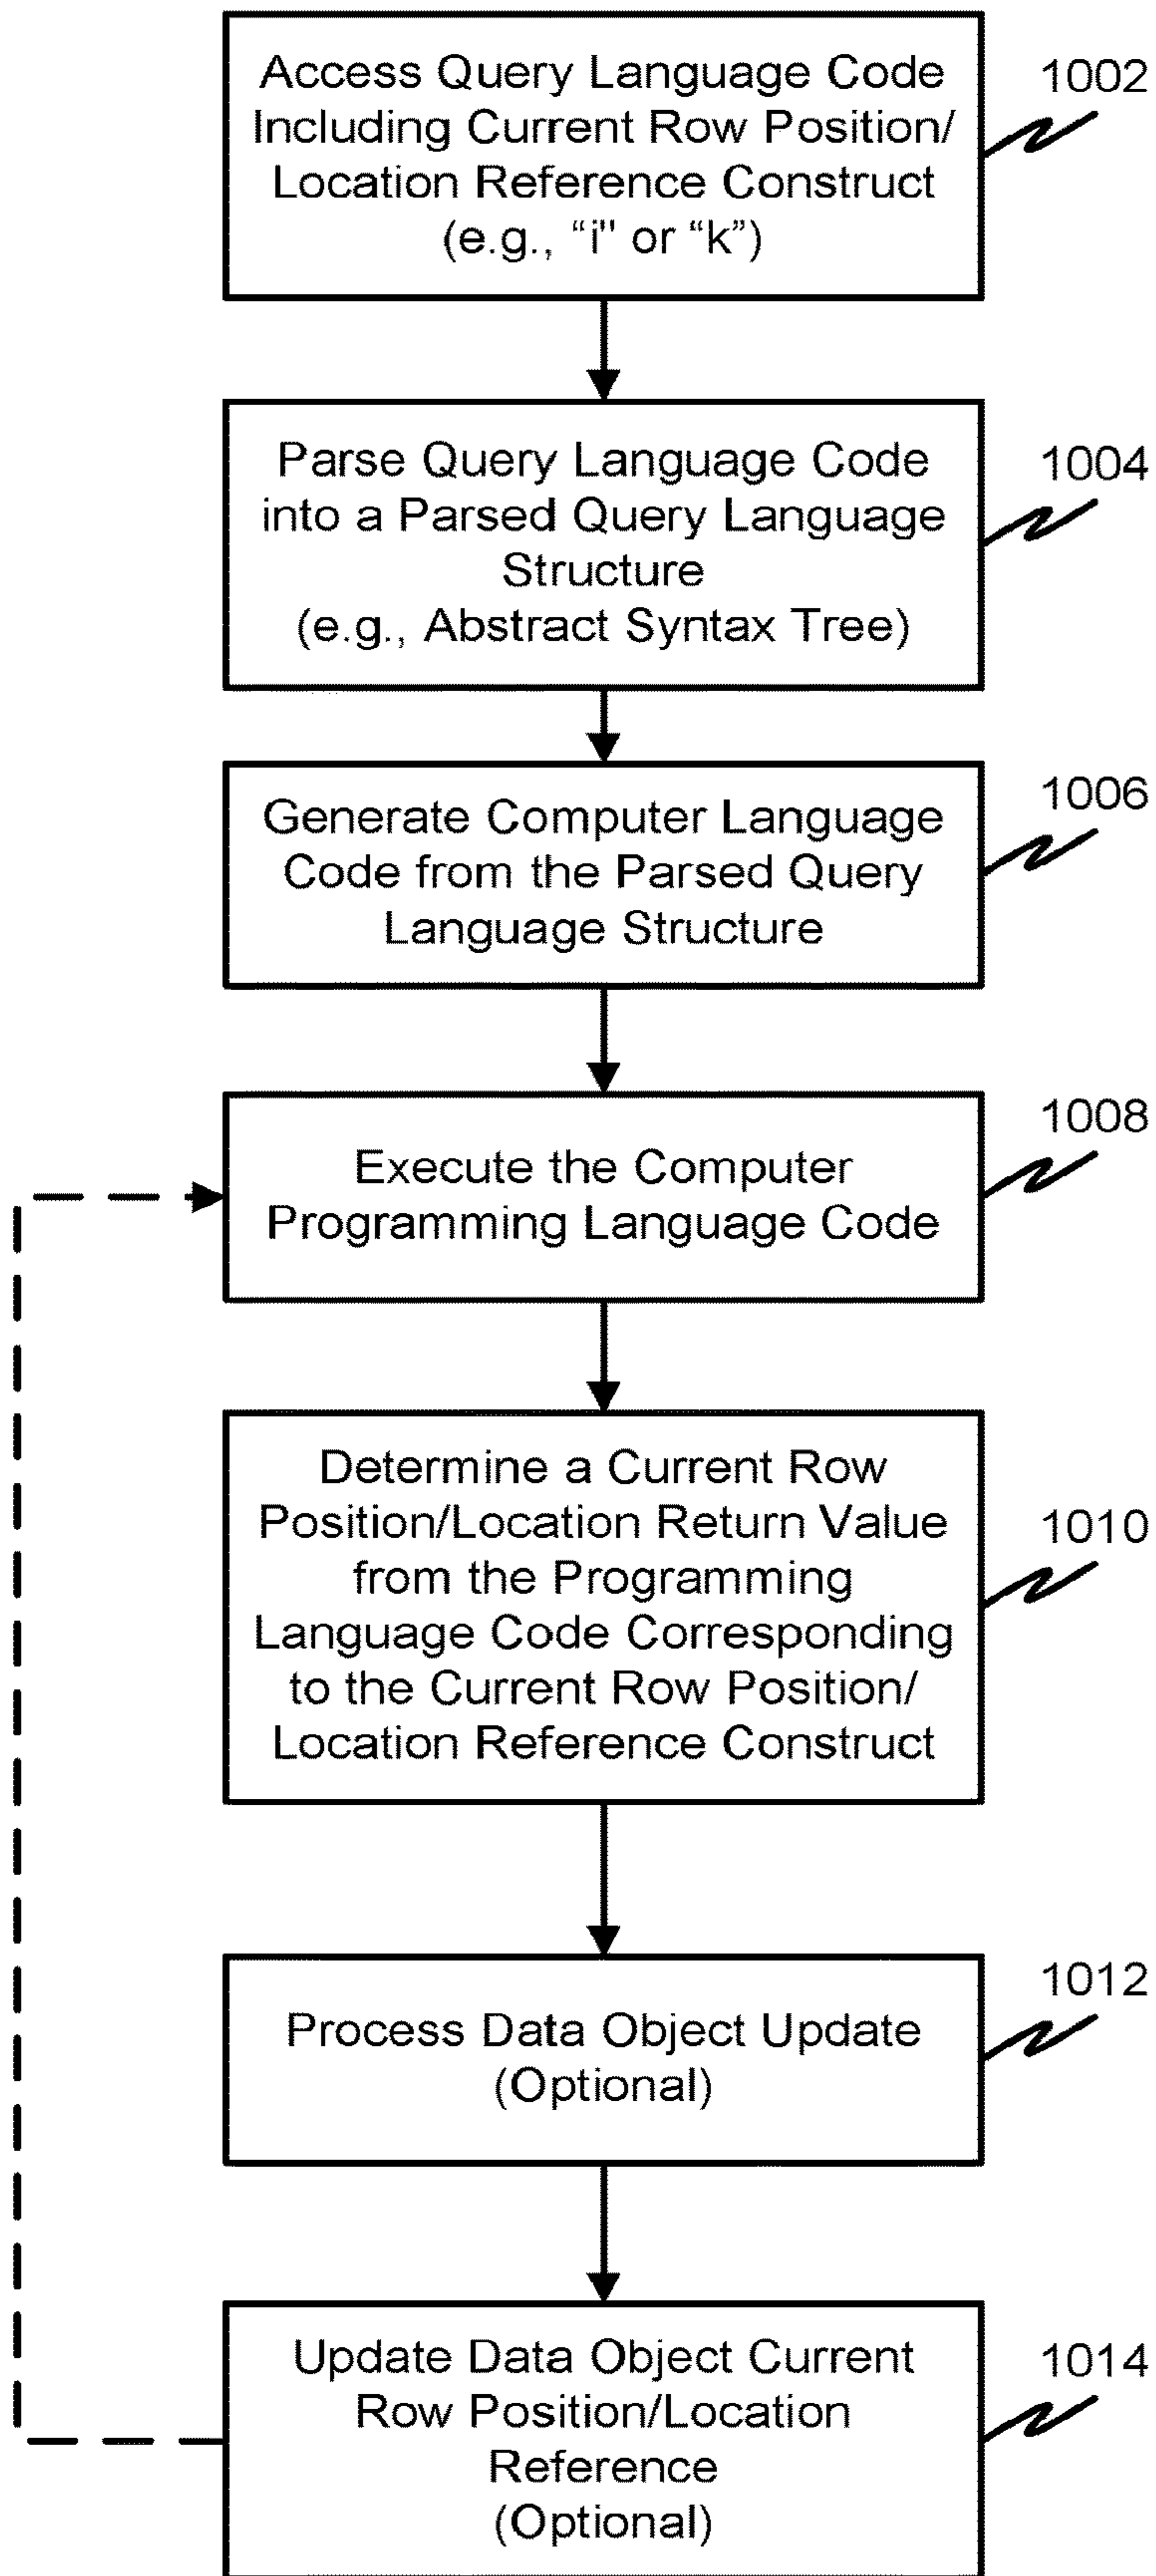 Access Query Language Code
Including Current Row Position/
Location Reference Construct
(e.g., “i" or “k”)
1002
Parse Query Language Code
into a Parsed Query Language
Structure
(e.g., Abstract Syntax Tree)
1004
Generate Computer Language
Code from the Parsed Query
Language Structure
1006
Execute the Computer
Programming Language Code
1008
Determine a Current Row
Position/Location Return Value
from the Programming
Language Code Corresponding
to the Current Row Position/
Location Reference Construct
1010
Process Data Object Update
(Optional)
1012
Update Data Object Current
Row Position/Location
Reference
(Optional)
1014